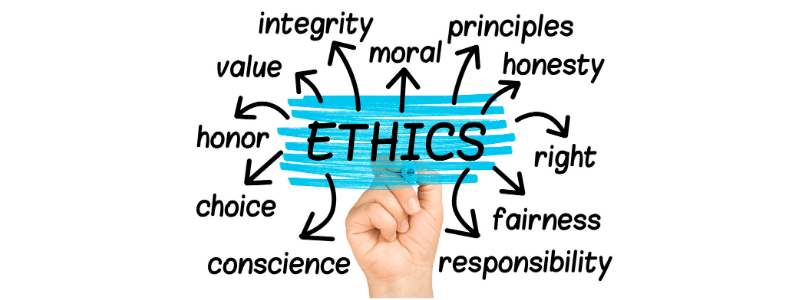 integrity
moral
principles
value
honesty
ETHICS
honor
right
choice
fairness
conscience
responsibility